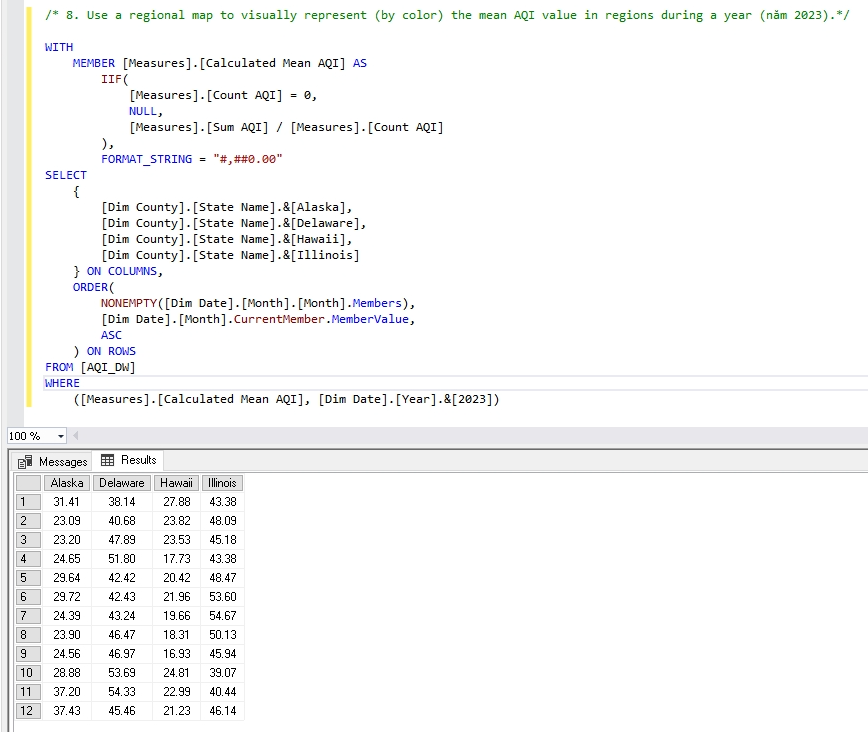 /* 8. Use a regional map to visually represent (by color) the mean AQI value in regions during a year (năm 2023).*/
WITH
MEMBER [Measures].[Calculated Mean AQI] AS
IIF(
[Measures].[Count AQI] = 0,
NULL,
[Measures].[Sum AQI] / [Measures].[Count AQI]
),
FORMAT_STRING = "#,##0.00"
SELECT
{
[Dim County].[State Name].&[Alaska],
[Dim County].[State Name].&[Delaware],
[Dim County].[State Name].&[Hawaii],
[Dim County].[State Name].&[Illinois]
} ON COLUMNS,
ORDER(
NONEMPTY([Dim Date].[Month].[Month].Members),
[Dim Date].[Month].CurrentMember.MemberValue,
ASC
) ON ROWS
FROM [AQI_DW]
WHERE
([Measures].[Calculated Mean AQI], [Dim Date].[Year].&[2023])
100 %
Messages Results
Alaska Delaware Hawaii Illinois
1 31.41 38.14 27.88 43.38
2 23.09 40.68 23.82 48.09
3 23.20 47.89 23.53 45.18
4 24.65 51.80 17.73 43.38
5 29.64 42.42 20.42 48.47
6 29.72 42.43 21.96 53.60
7 24.39 43.24 19.66 54.67
8 23.90 46.47 18.31 50.13
9 24.56 46.97 16.93 45.94
10 28.88 53.69 24.81 39.07
11 37.20 54.33 22.99 40.44
12 37.43 45.46 21.23 46.14